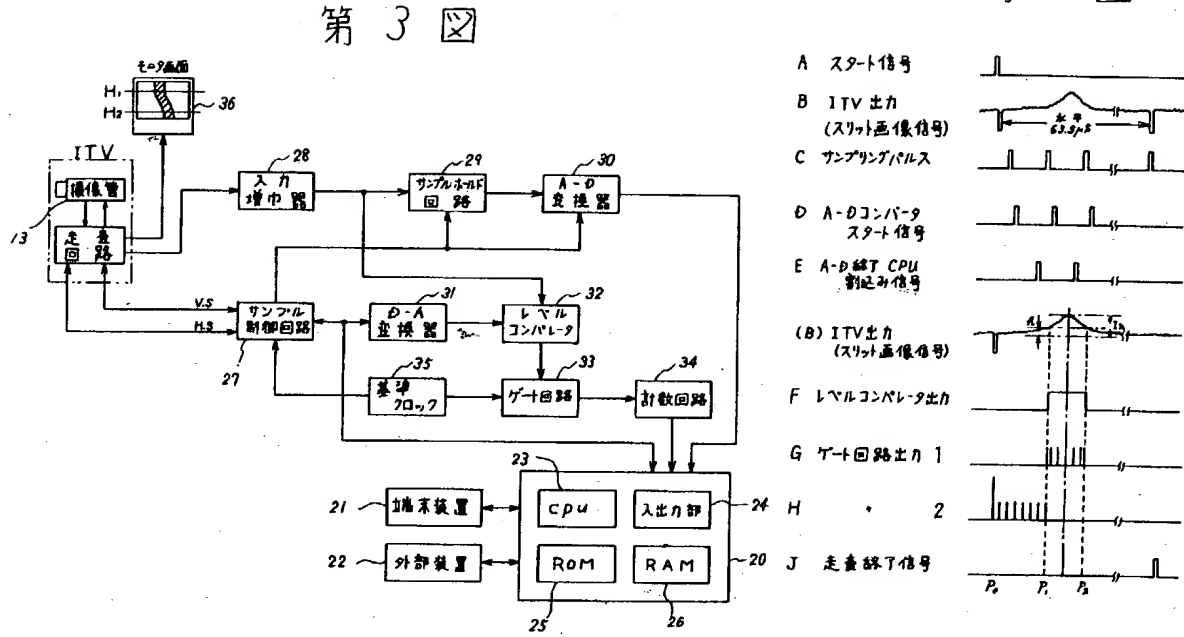 第 3 図
モニタ画面
H₁
H₂
36
ITV
撮像管
13
走査
回路
28
入力
増巾器
29
サンプルホールド
回路
30
A-D
変換器
V.S
H.S
サンプル
制御回路
27
31
D-A
変換器
32
レベル
コンパレータ
35
基準
クロック
33
ゲート回路
34
計数回路
21
端末装置
22
外部装置
23
cpu
24
入出力部
20
ROM
25
RAM
26
A スタート信号
B ITV出力
(スリット画像信号)
水平
63.5μS
C サンプリングパルス
D A-Dコンバータ
スタート信号
E A-D終了CPU
割込み信号
(B) ITV出力
(スリット画像信号)
F レベルコンパレータ出力
G ゲート回路出力 1
H 〃 2
J 走査終了信号
P₀ P₁ P₂